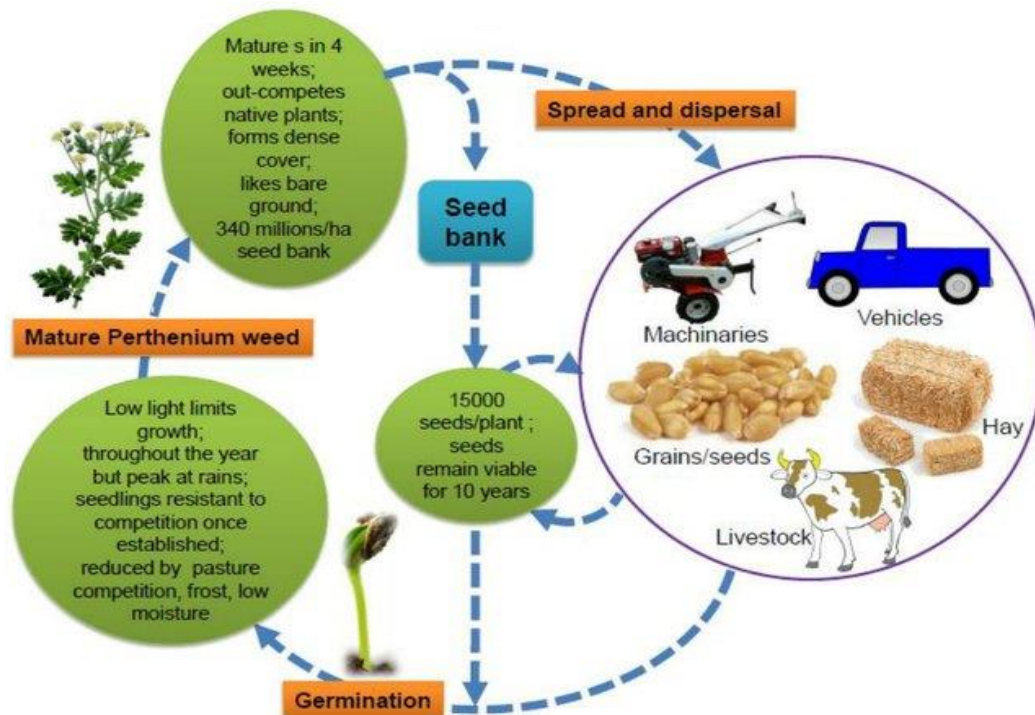 Mature s in 4
weeks;
out-competes
native plants;
forms dense
cover;
likes bare
ground;
340 millions/ha
seed bank
Spread and dispersal
Seed
bank
Machinaries
Vehicles
Grains/seeds
Hay
Livestock
Mature Perthenium weed
15000
seeds/plant ;
seeds
remain viable
for 10 years
Low light limits
growth;
throughout the year
but peak at rains;
seedlings resistant to
competition once
established;
reduced by  pasture
competition, frost, low
moisture
Germination